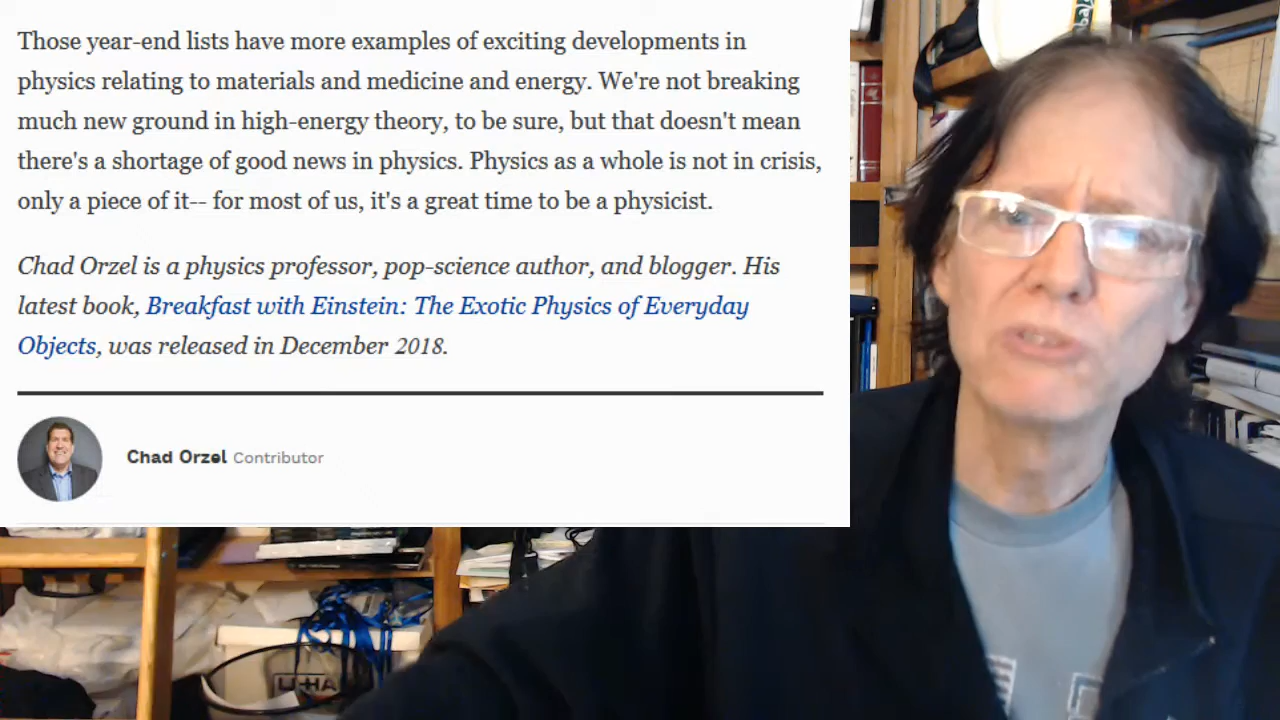 Those year-end lists have more examples of exciting developments in
physics relating to materials and medicine and energy. We're not breaking
much new ground in high-energy theory, to be sure, but that doesn't mean
there's a shortage of good news in physics. Physics as a whole is not in crisis,
only a piece of it-- for most of us, it's a great time to be a physicist.
Chad Orzel is a physics professor, pop-science author, and blogger. His
latest book, Breakfast with Einstein: The Exotic Physics of Everyday
Objects, was released in December 2018.
Chad Orzel Contributor